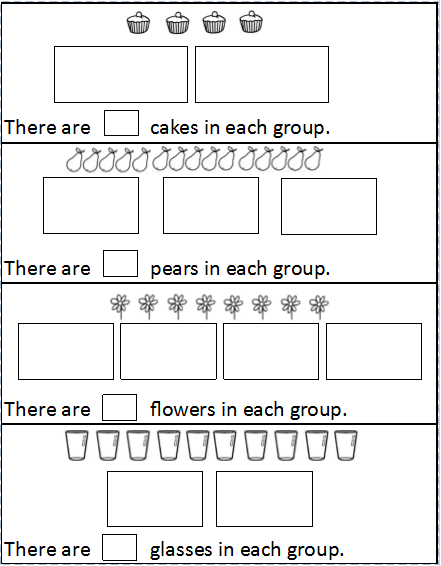 There are cakes in each group.
There are pears in each group.
There are flowers in each group.
There are glasses in each group.